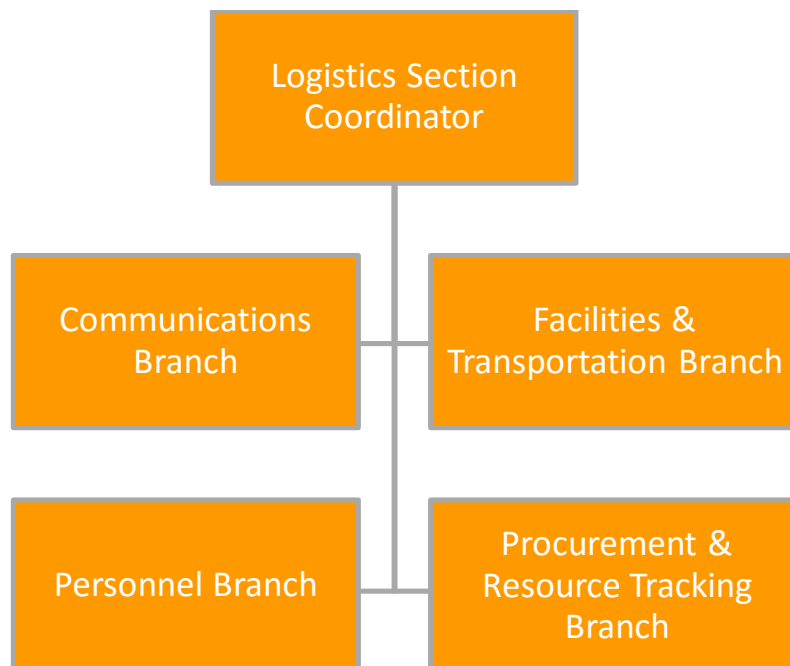 Logistics Section
Coordinator
Communications
Branch
Facilities &
Transportation Branch
Personnel Branch
Procurement &
Resource Tracking
Branch